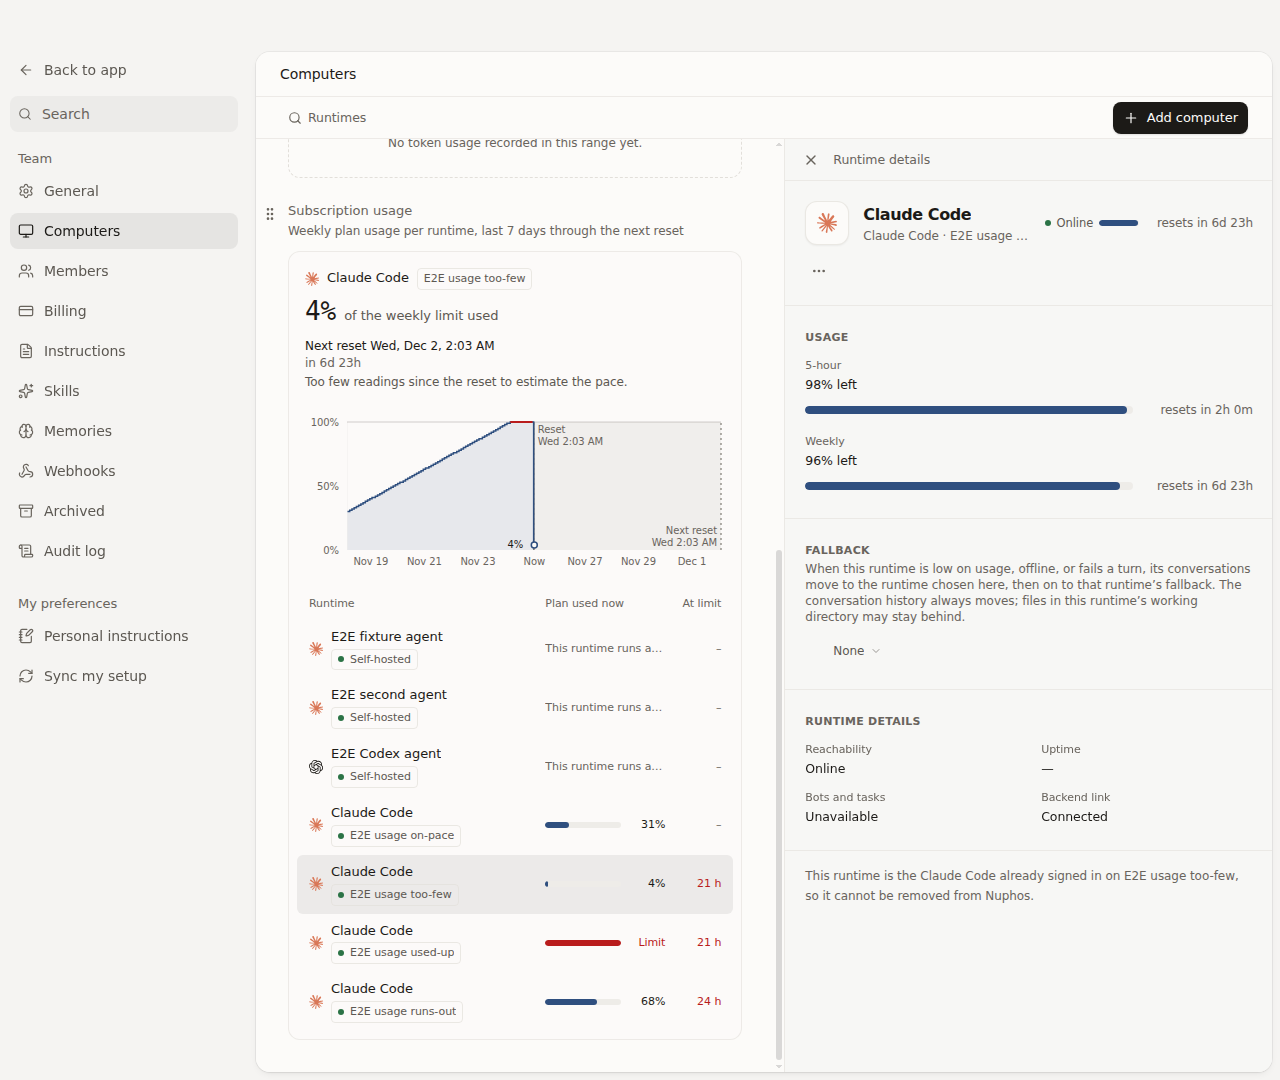 Back to app
Search
Team
General
Computers
Members
Billing
Instructions
Skills
Memories
Webhooks
Archived
Audit log
My preferences
Personal instructions
Sync my setup
Computers
Runtimes
Add computer
No token usage recorded in this range yet.
Subscription usage
Weekly plan usage per runtime, last 7 days through the next reset
Claude Code E2E usage too-few
4% of the weekly limit used
Next reset Wed, Dec 2, 2:03 AM
in 6d 23h
Too few readings since the reset to estimate the pace.
100%
50%
0%
Reset
Wed 2:03 AM
4%
Next reset
Wed 2:03 AM
Nov 19 Nov 21 Nov 23 Now Nov 27 Nov 29 Dec 1
Runtime Plan used now At limit
E2E fixture agent
Self-hosted
This runtime runs a... –
E2E second agent
Self-hosted
This runtime runs a... –
E2E Codex agent
Self-hosted
This runtime runs a... –
Claude Code
E2E usage on-pace
31% –
Claude Code
E2E usage too-few
4% 21 h
Claude Code
E2E usage used-up
Limit 21 h
Claude Code
E2E usage runs-out
68% 24 h
Runtime details
Claude Code
Claude Code · E2E usage ...
Online resets in 6d 23h
USAGE
5-hour
98% left
resets in 2h 0m
Weekly
96% left
resets in 6d 23h
FALLBACK
When this runtime is low on usage, offline, or fails a turn, its conversations
move to the runtime chosen here, then on to that runtime’s fallback. The
conversation history always moves; files in this runtime’s working
directory may stay behind.
None
RUNTIME DETAILS
Reachability Uptime
Online —
Bots and tasks Backend link
Unavailable Connected
This runtime is the Claude Code already signed in on E2E usage too-few,
so it cannot be removed from Nuphos.